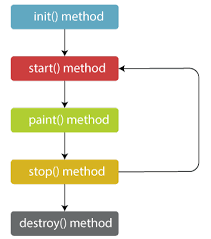 init() method
start() method
paint() method
stop() method
destroy() method